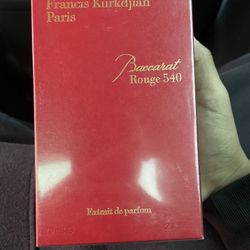 Francis Kurkdjian
Paris
Baccarat
Rouge 540
Extrait de parfum